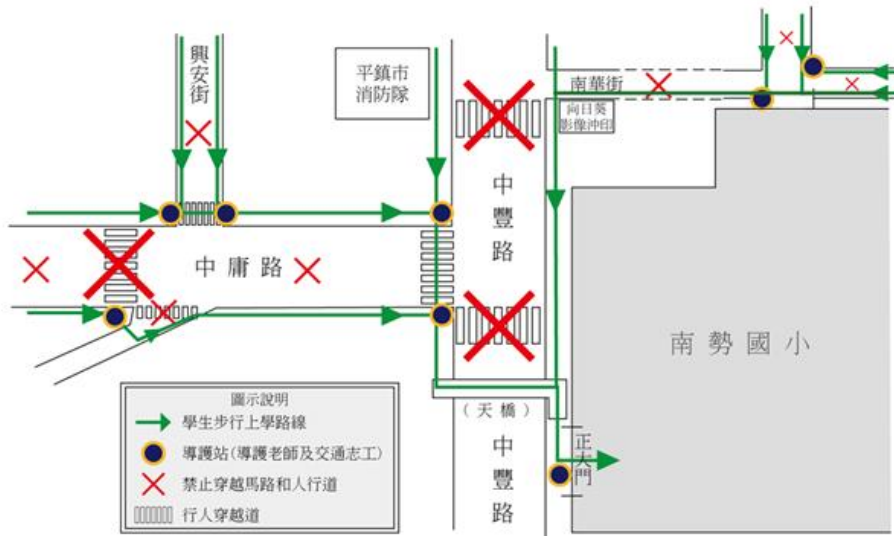 興安街
平鎮市
消防隊
南華街
向日葵
影像沖印
中豐路
中庸路
南勢國小
(天橋)
中豐路
正大門
圖示說明
學生步行上學路線
導護站(導護老師及交通志工)
禁止穿越馬路和人行道
行人穿越道